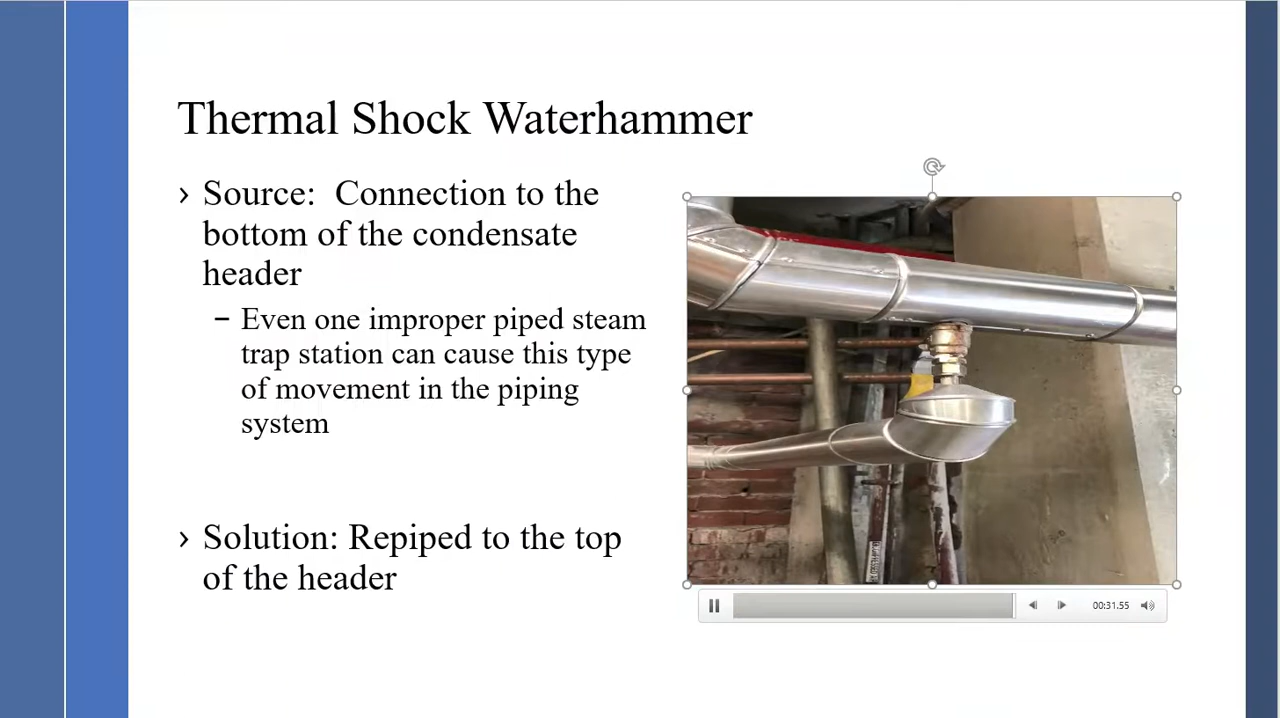 Thermal Shock Waterhammer
› Source:  Connection to the
bottom of the condensate
header
– Even one improper piped steam
trap station can cause this type
of movement in the piping
system
› Solution: Repiped to the top
of the header
00:31.55